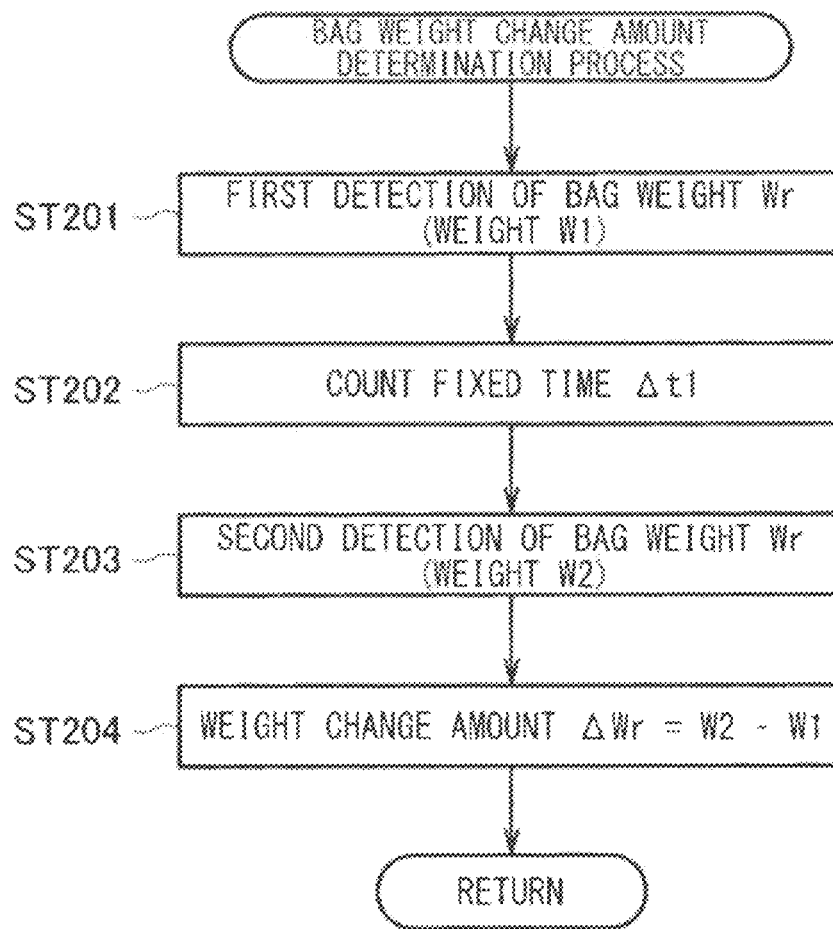 BAG WEIGHT CHANGE AMOUNT
DETERMINATION PROCESS
ST201
FIRST DETECTION OF BAG WEIGHT Wr
(WEIGHT W1)
ST202
COUNT FIXED TIME Δt1
ST203
SECOND DETECTION OF BAG WEIGHT Wr
(WEIGHT W2)
ST204
WEIGHT CHANGE AMOUNT ΔWr = W2 - W1
RETURN